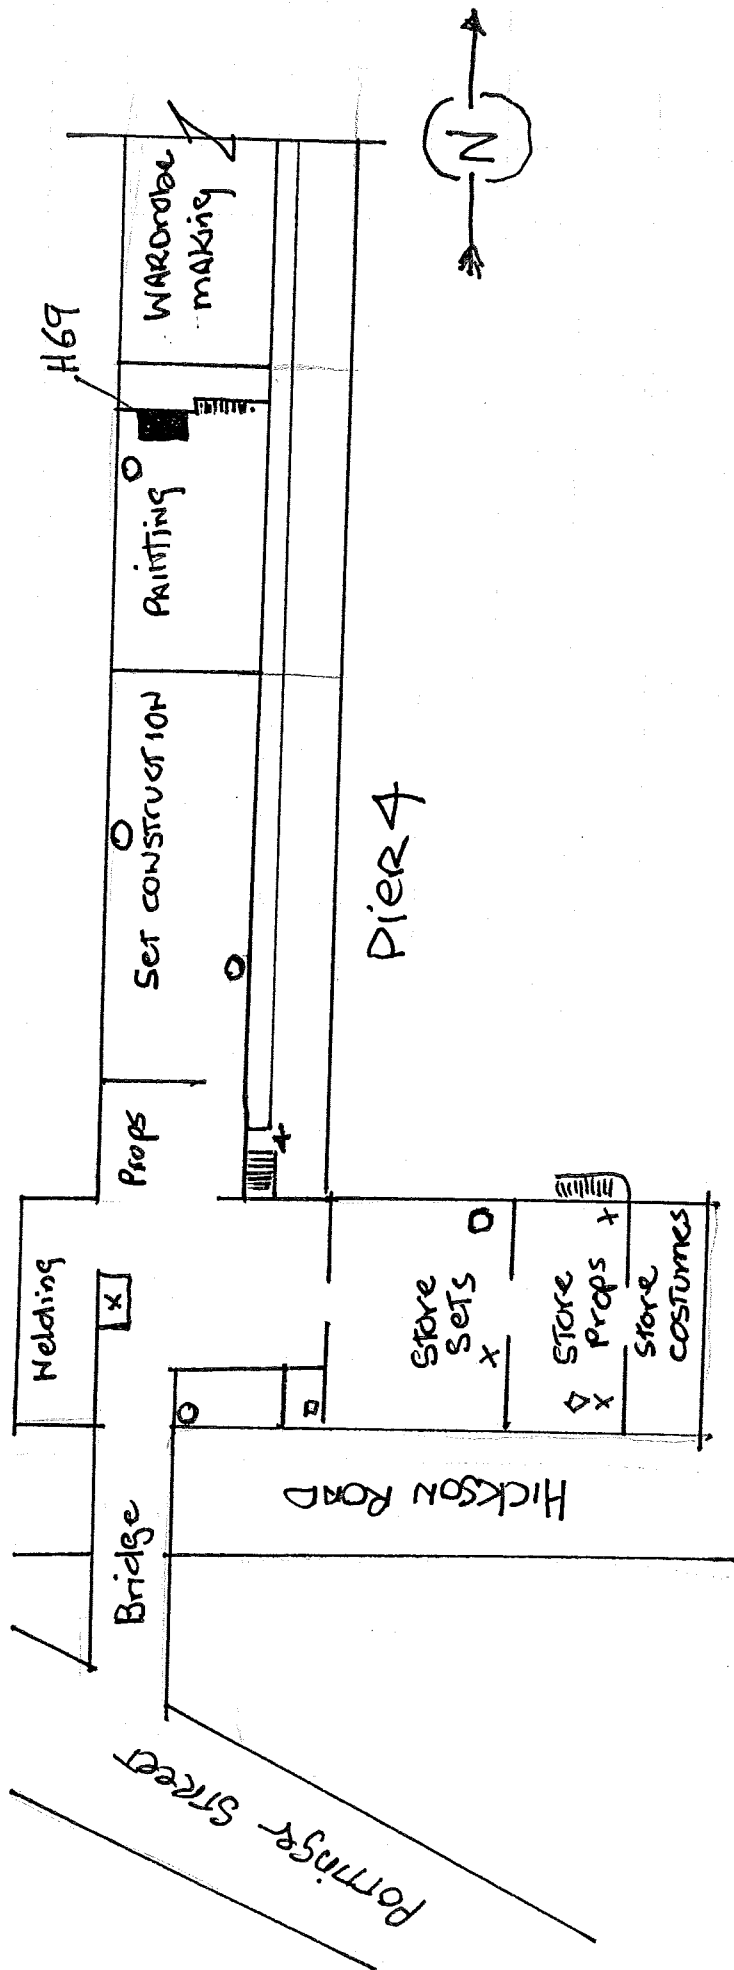 N
H69
WARDrobe
making
Painting
SET CONSTRUCTION
Pier 4
Props
Welding
X
Store
Sets
X
Store
Props
X
X
Store
costumes
HICKSON ROAD
Bridge
Pottinger Street